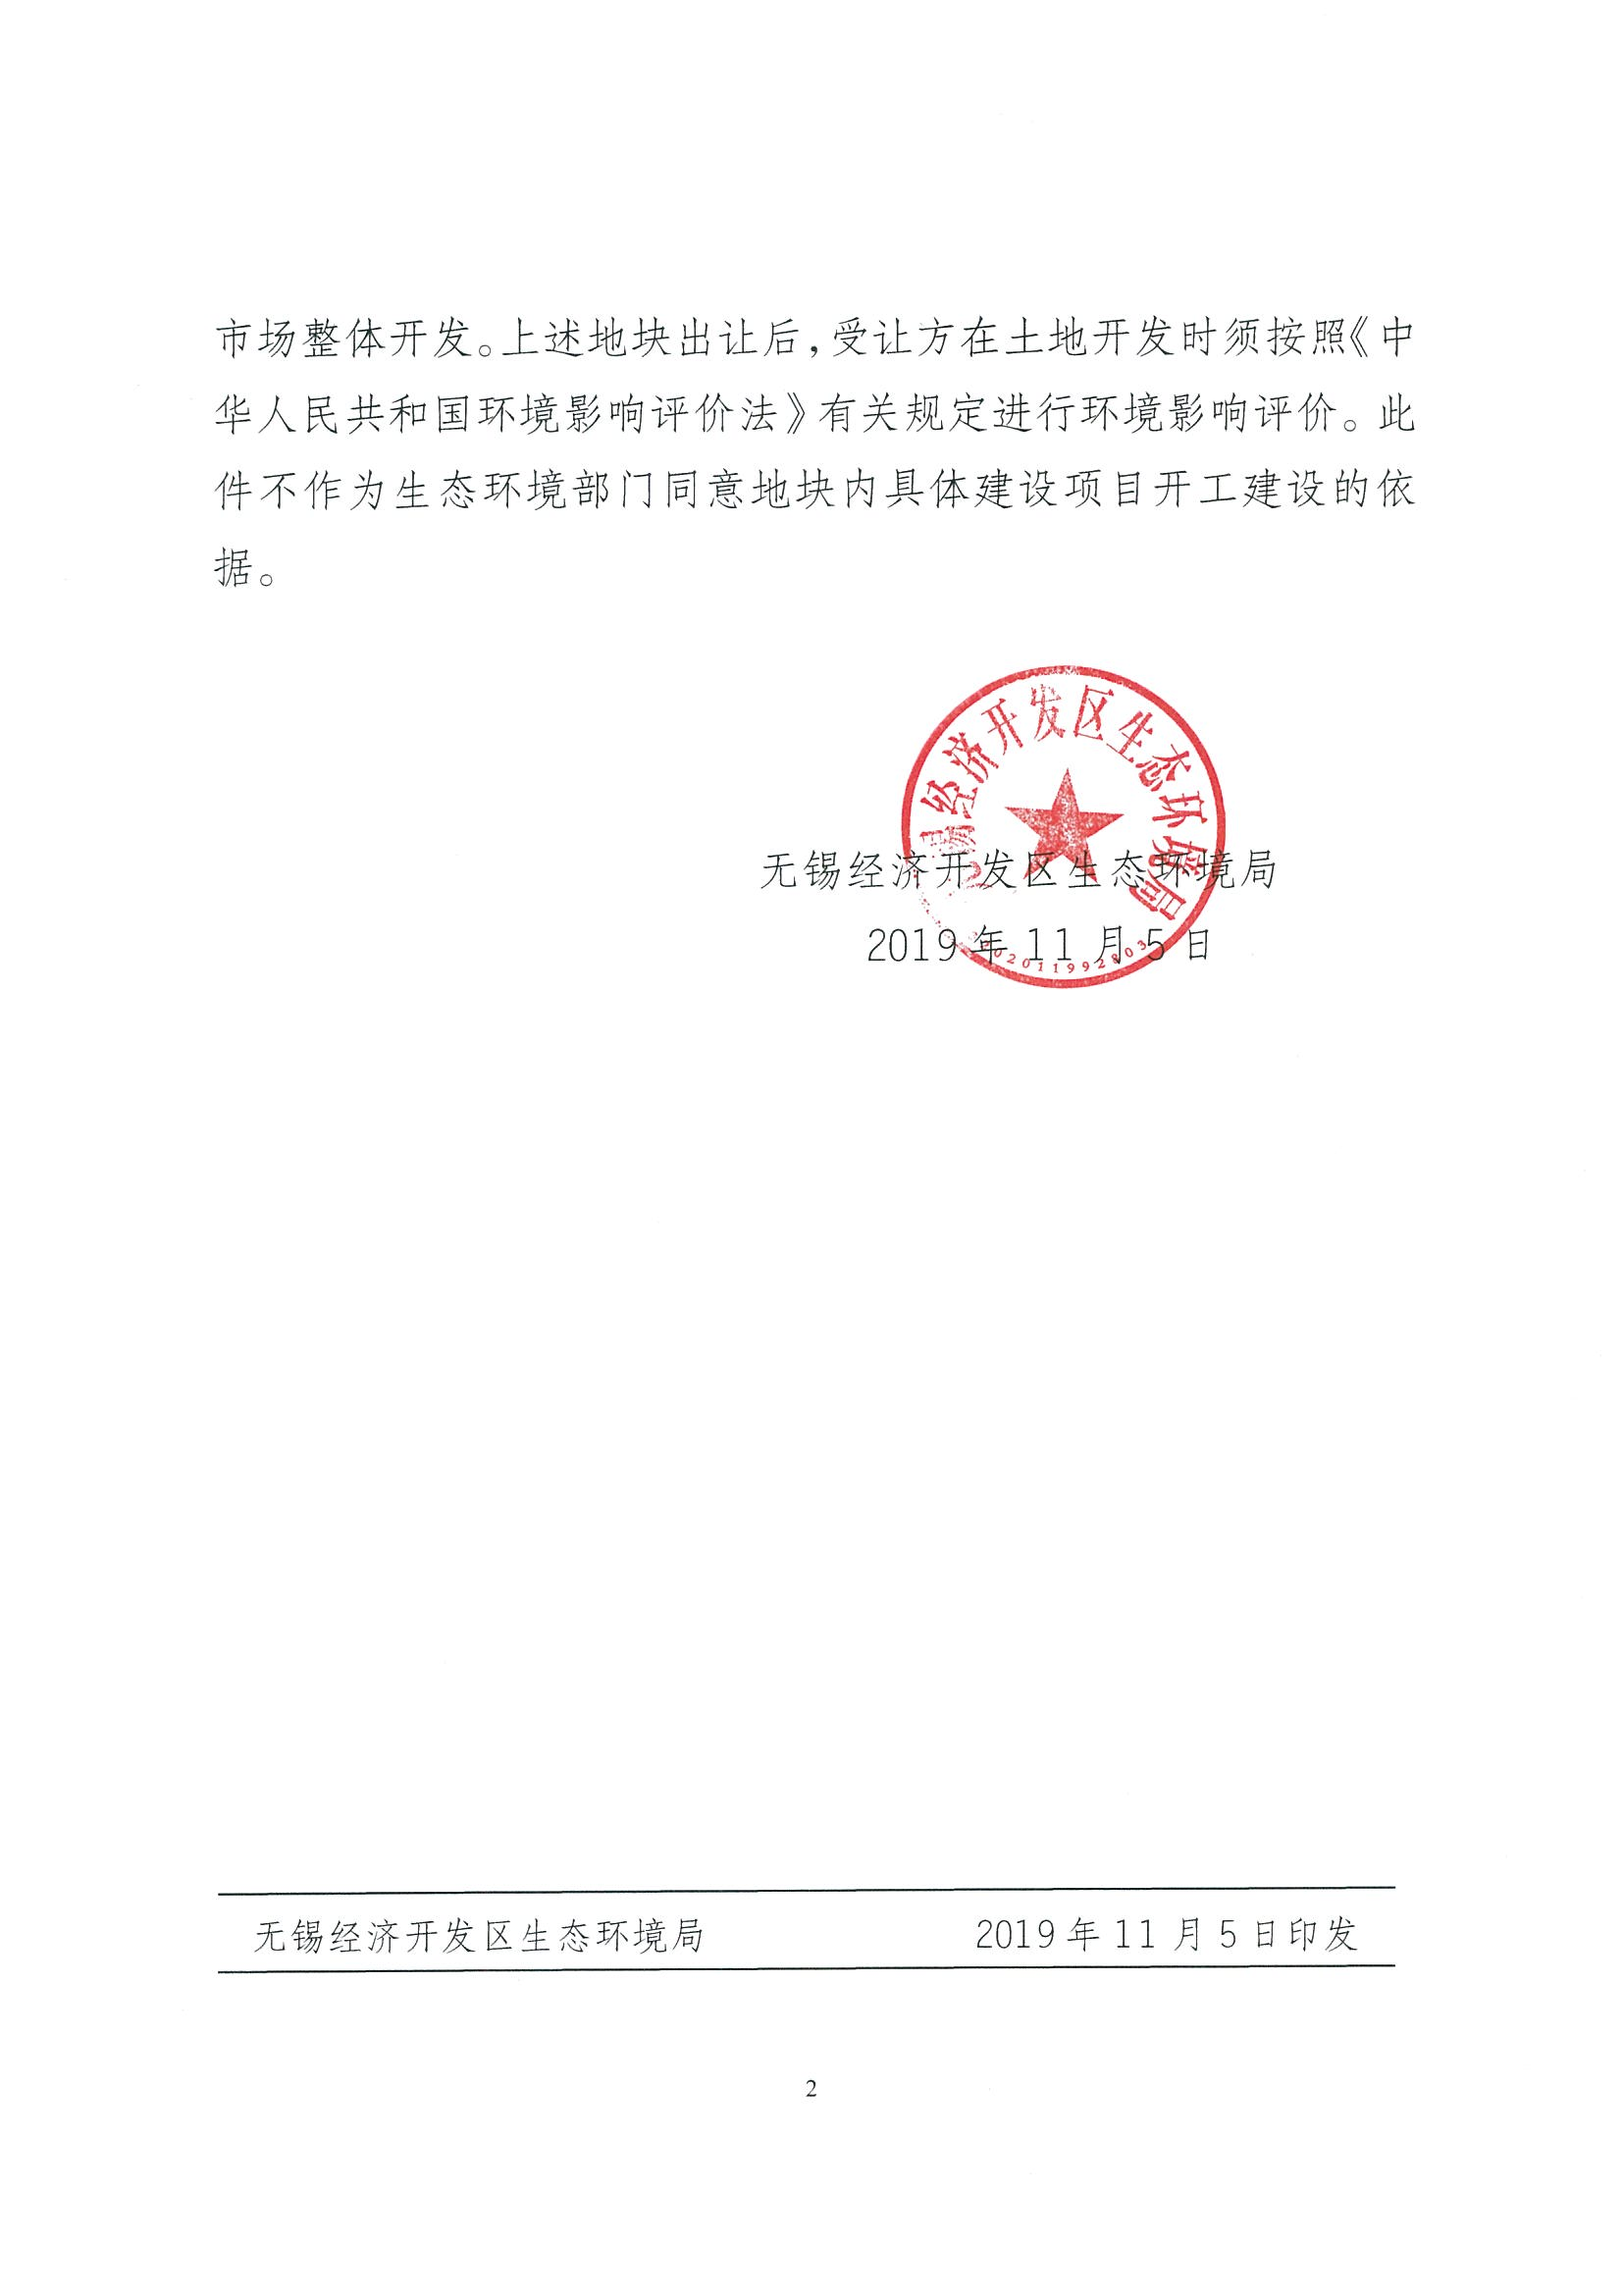 市场整体开发。上述地块出让后，受让方在土地开发时须按照《中
华人民共和国环境影响评价法》有关规定进行环境影响评价。此
件不作为生态环境部门同意地块内具体建设项目开工建设的依
据。
锡经济开发区生态环境局
无锡经济开发区生态环境局
2019年11月5日
02011992803
无锡经济开发区生态环境局 2019年11月5日印发
2